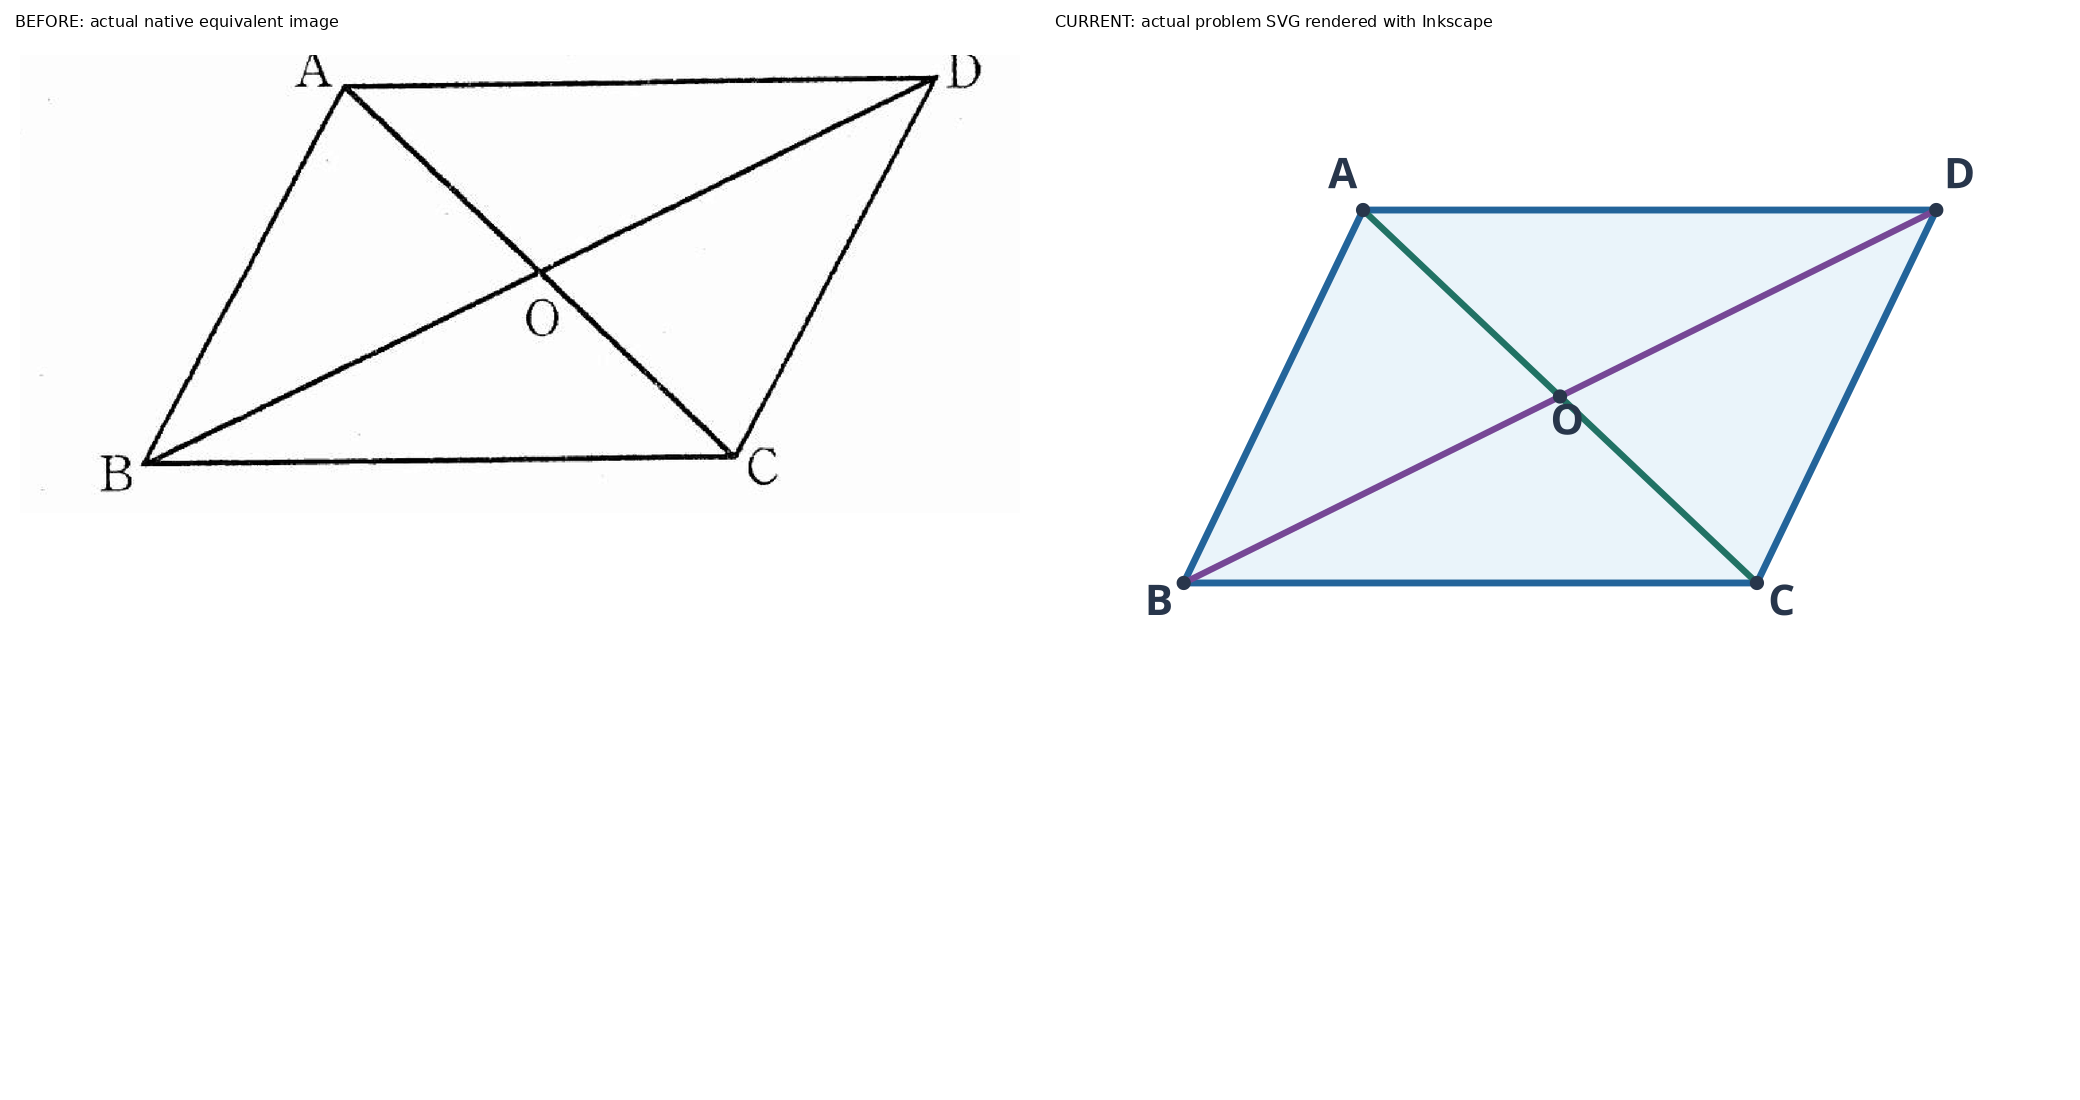 BEFORE: actual native equivalent image
CURRENT: actual problem SVG rendered with Inkscape
A
D
O
B
C
A
D
O
B
C